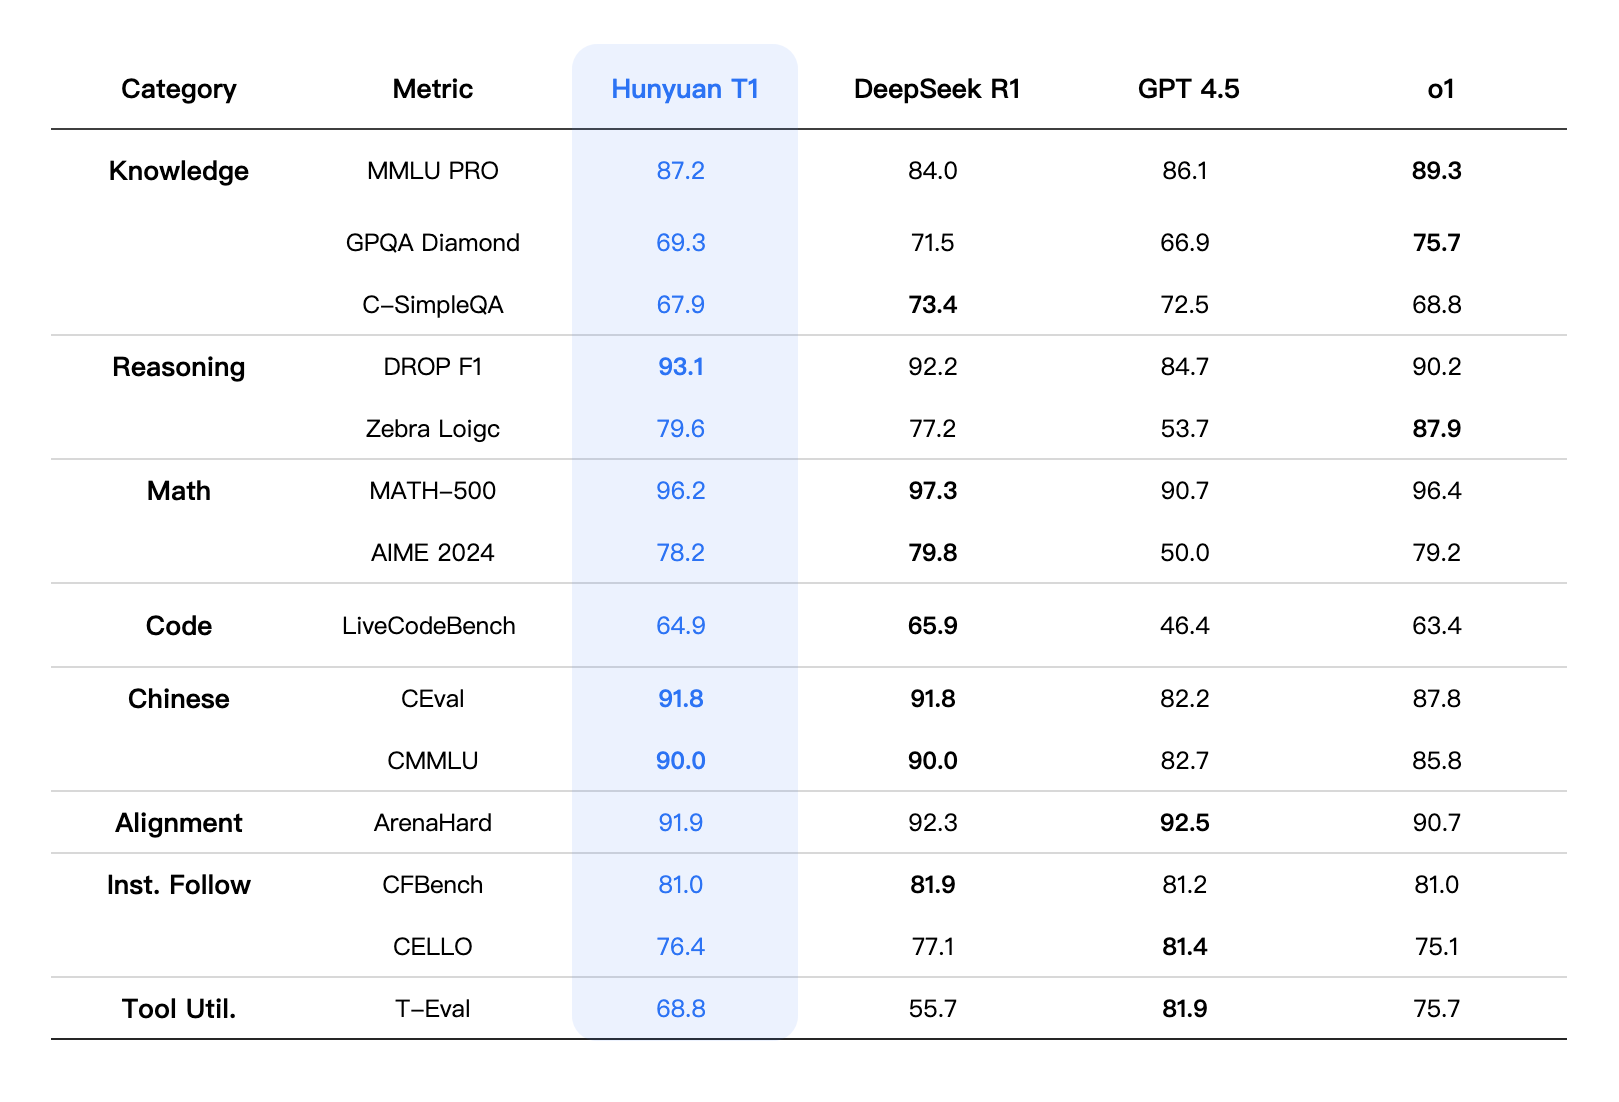 Category Metric Hunyuan T1 DeepSeek R1 GPT 4.5 o1
Knowledge MMLU PRO 87.2 84.0 86.1 89.3
GPQA Diamond 69.3 71.5 66.9 75.7
C-SimpleQA 67.9 73.4 72.5 68.8
Reasoning DROP F1 93.1 92.2 84.7 90.2
Zebra Loigc 79.6 77.2 53.7 87.9
Math MATH-500 96.2 97.3 90.7 96.4
AIME 2024 78.2 79.8 50.0 79.2
Code LiveCodeBench 64.9 65.9 46.4 63.4
Chinese CEval 91.8 91.8 82.2 87.8
CMMLU 90.0 90.0 82.7 85.8
Alignment ArenaHard 91.9 92.3 92.5 90.7
Inst. Follow CFBench 81.0 81.9 81.2 81.0
CELLO 76.4 77.1 81.4 75.1
Tool Util. T-Eval 68.8 55.7 81.9 75.7